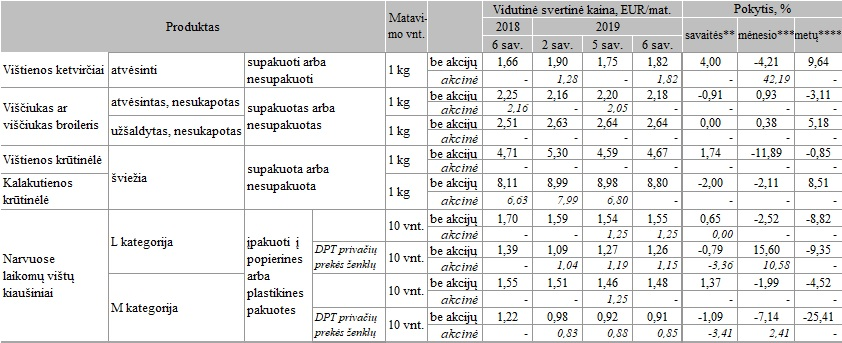 Produktas Matavi- mo vnt. Vidutinė svertinė kaina, EUR/mat. Pokytis, %
2018 2019 savaitės** mėnesio*** metų****
6 sav. 2 sav. 5 sav. 6 sav.
Vištienos ketvirčiai atvėsinti supakuoti arba nesupakuoti 1 kg be akcijų 1,66 1,90 1,75 1,82 4,00 -4,21 9,64
akcinė - 1,28 - 1,82 - 42,19 -
Viščiukas ar viščiukas broileris atvėsintas, nesukapotas supakuotas arba nesupakuotas 1 kg be akcijų 2,25 2,16 2,20 2,18 -0,91 0,93 -3,11
akcinė 2,16 - 2,05 - - - -
užšaldytas, nesukapotas 1 kg be akcijų 2,51 2,63 2,64 2,64 0,00 0,38 5,18
akcinė - - - - - - -
Vištienos krūtinėlė šviežia supakuota arba nesupakuota 1 kg be akcijų 4,71 5,30 4,59 4,67 1,74 -11,89 -0,85
akcinė - - - - - - -
Kalakutienos krūtinėlė 1 kg be akcijų 8,11 8,99 8,98 8,80 -2,00 -2,11 8,51
akcinė 6,63 7,99 6,80 - - - -
Narvuose laikomų vištų kiaušiniai L kategorija įpakuoti į popierines arba plastikines pakuotes 10 vnt. be akcijų 1,70 1,59 1,54 1,55 0,65 -2,52 -8,82
akcinė - - 1,25 1,25 0,00 - -
DPT privačių prekės ženklų 10 vnt. be akcijų 1,39 1,09 1,27 1,26 -0,79 15,60 -9,35
akcinė - 1,04 1,19 1,15 -3,36 10,58 -
M kategorija 10 vnt. be akcijų 1,55 1,51 1,46 1,48 1,37 -1,99 -4,52
akcinė - - 1,25 - - - -
DPT privačių prekės ženklų 10 vnt. be akcijų 1,22 0,98 0,92 0,91 -1,09 -7,14 -25,41
akcinė - 0,83 0,88 0,85 -3,41 2,41 -